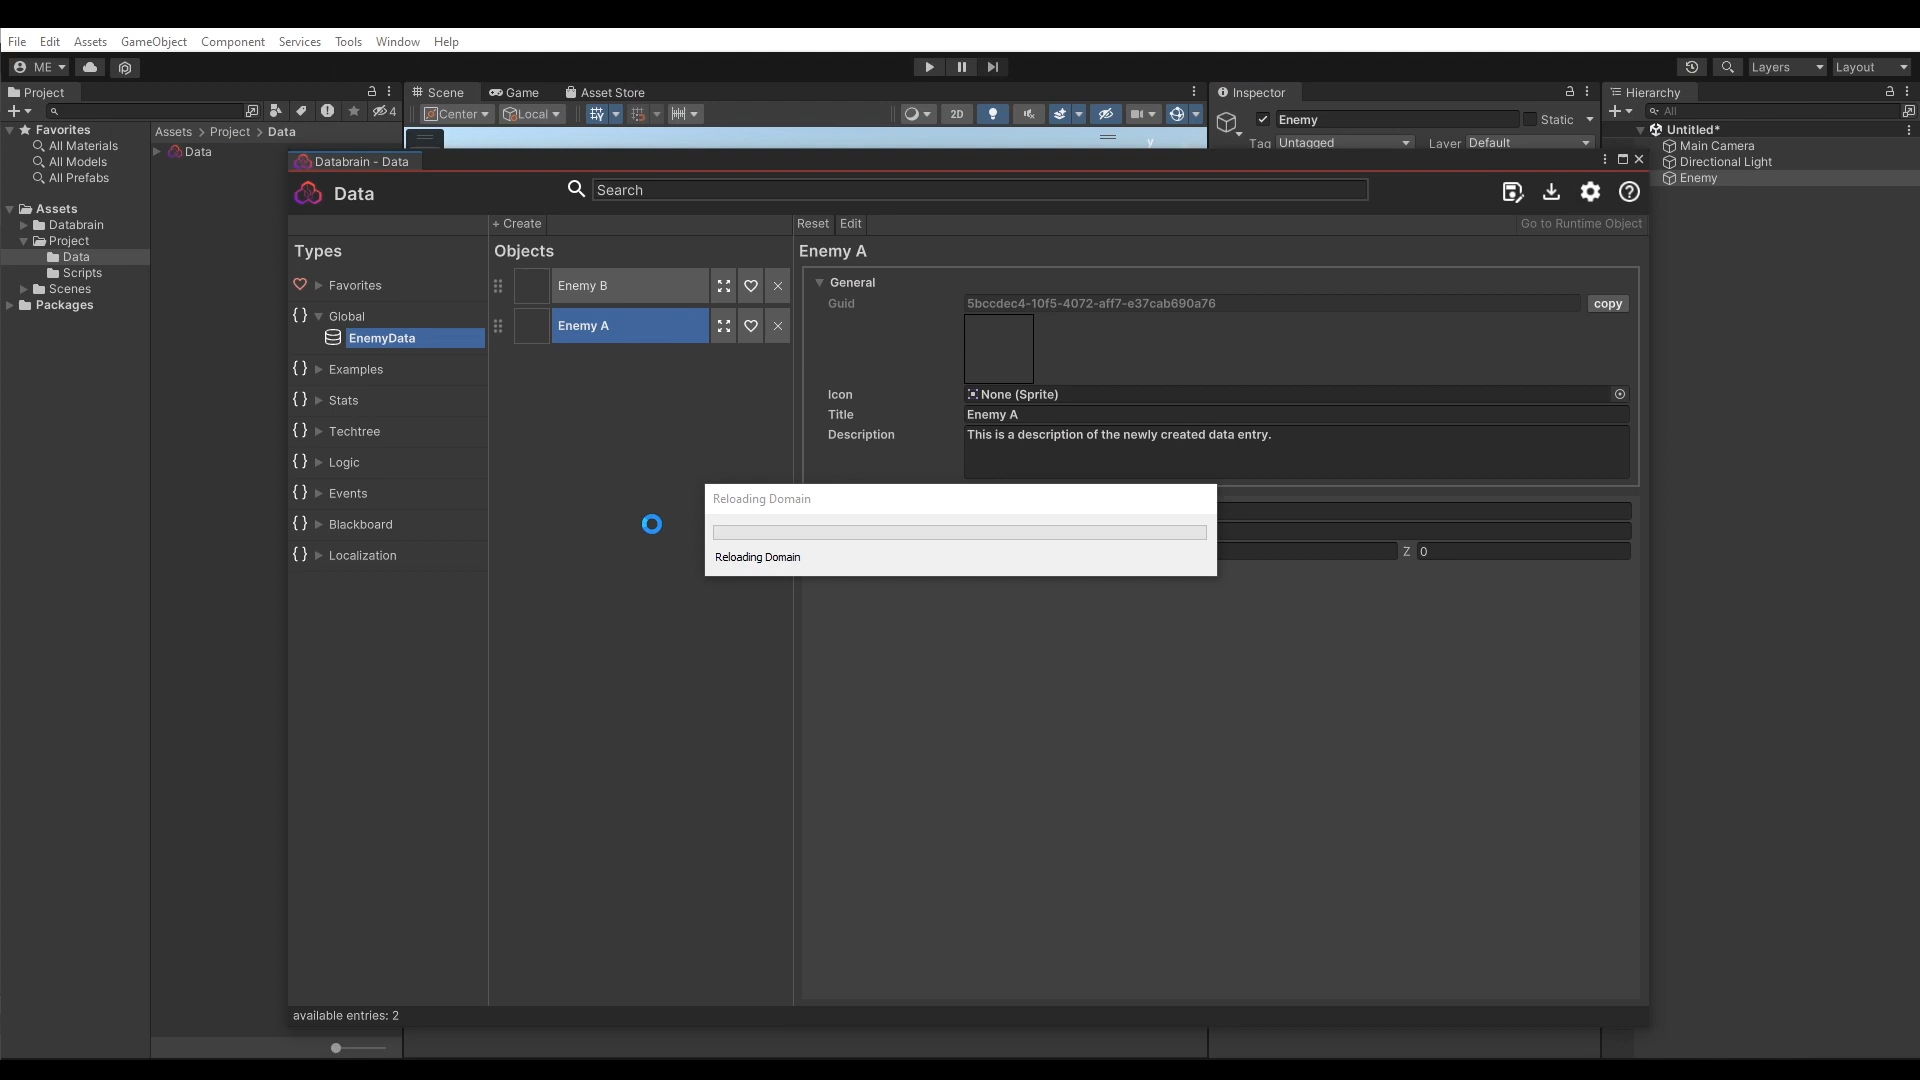 File Edit Assets GameObject Component Services Tools Window Help
ME Layers Layout
Project Scene Game Asset Store Inspector Hierarchy
4 Center Local 2D Enemy Static All
Favorites Assets > Project > Data Tag Untagged Layer Default Untitled*
All Materials Data Main Camera
All Models Databrain - Data Directional Light
All Prefabs Enemy
Data Search
Assets
Databrain + Create Reset Edit Go to Runtime Object
Project
Data Types Objects Enemy A
Scripts
Scenes Favorites Enemy B General
Packages Guid 5bccdec4-10f5-4072-aff7-e37cab690a76 copy
{ } Global Enemy A
EnemyData
{ } Examples
Icon None (Sprite)
{ } Stats
Title Enemy A
{ } Techtree Description This is a description of the newly created data entry.
{ } Logic
{ } Events Reloading Domain
{ } Blackboard
{ } Localization Reloading Domain Z 0
available entries: 2